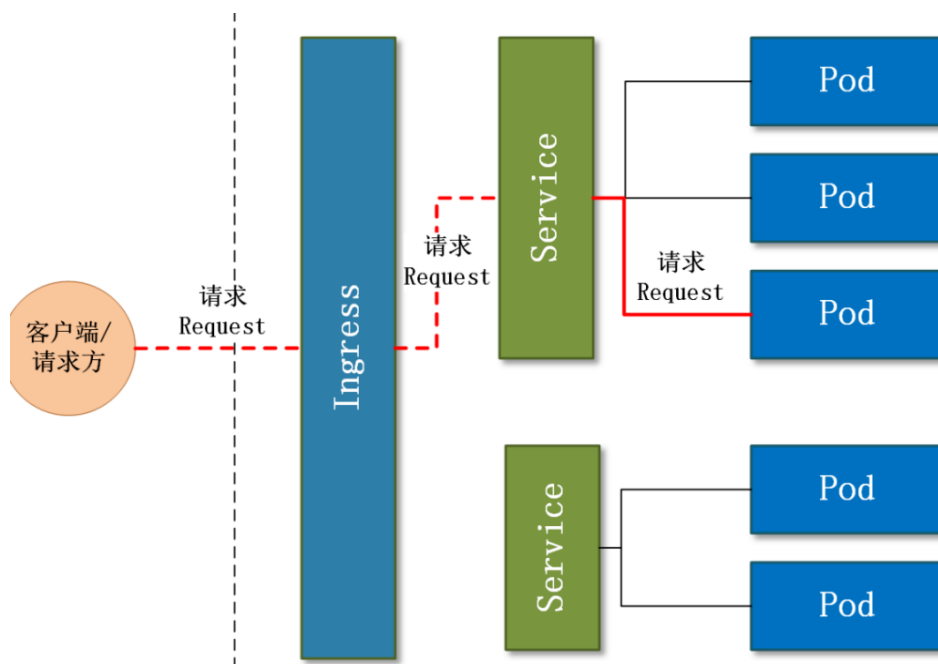 客户端/
请求方
请求
Request
Ingress
请求
Request
Service
请求
Request
Pod
Pod
Pod
Service
Pod
Pod